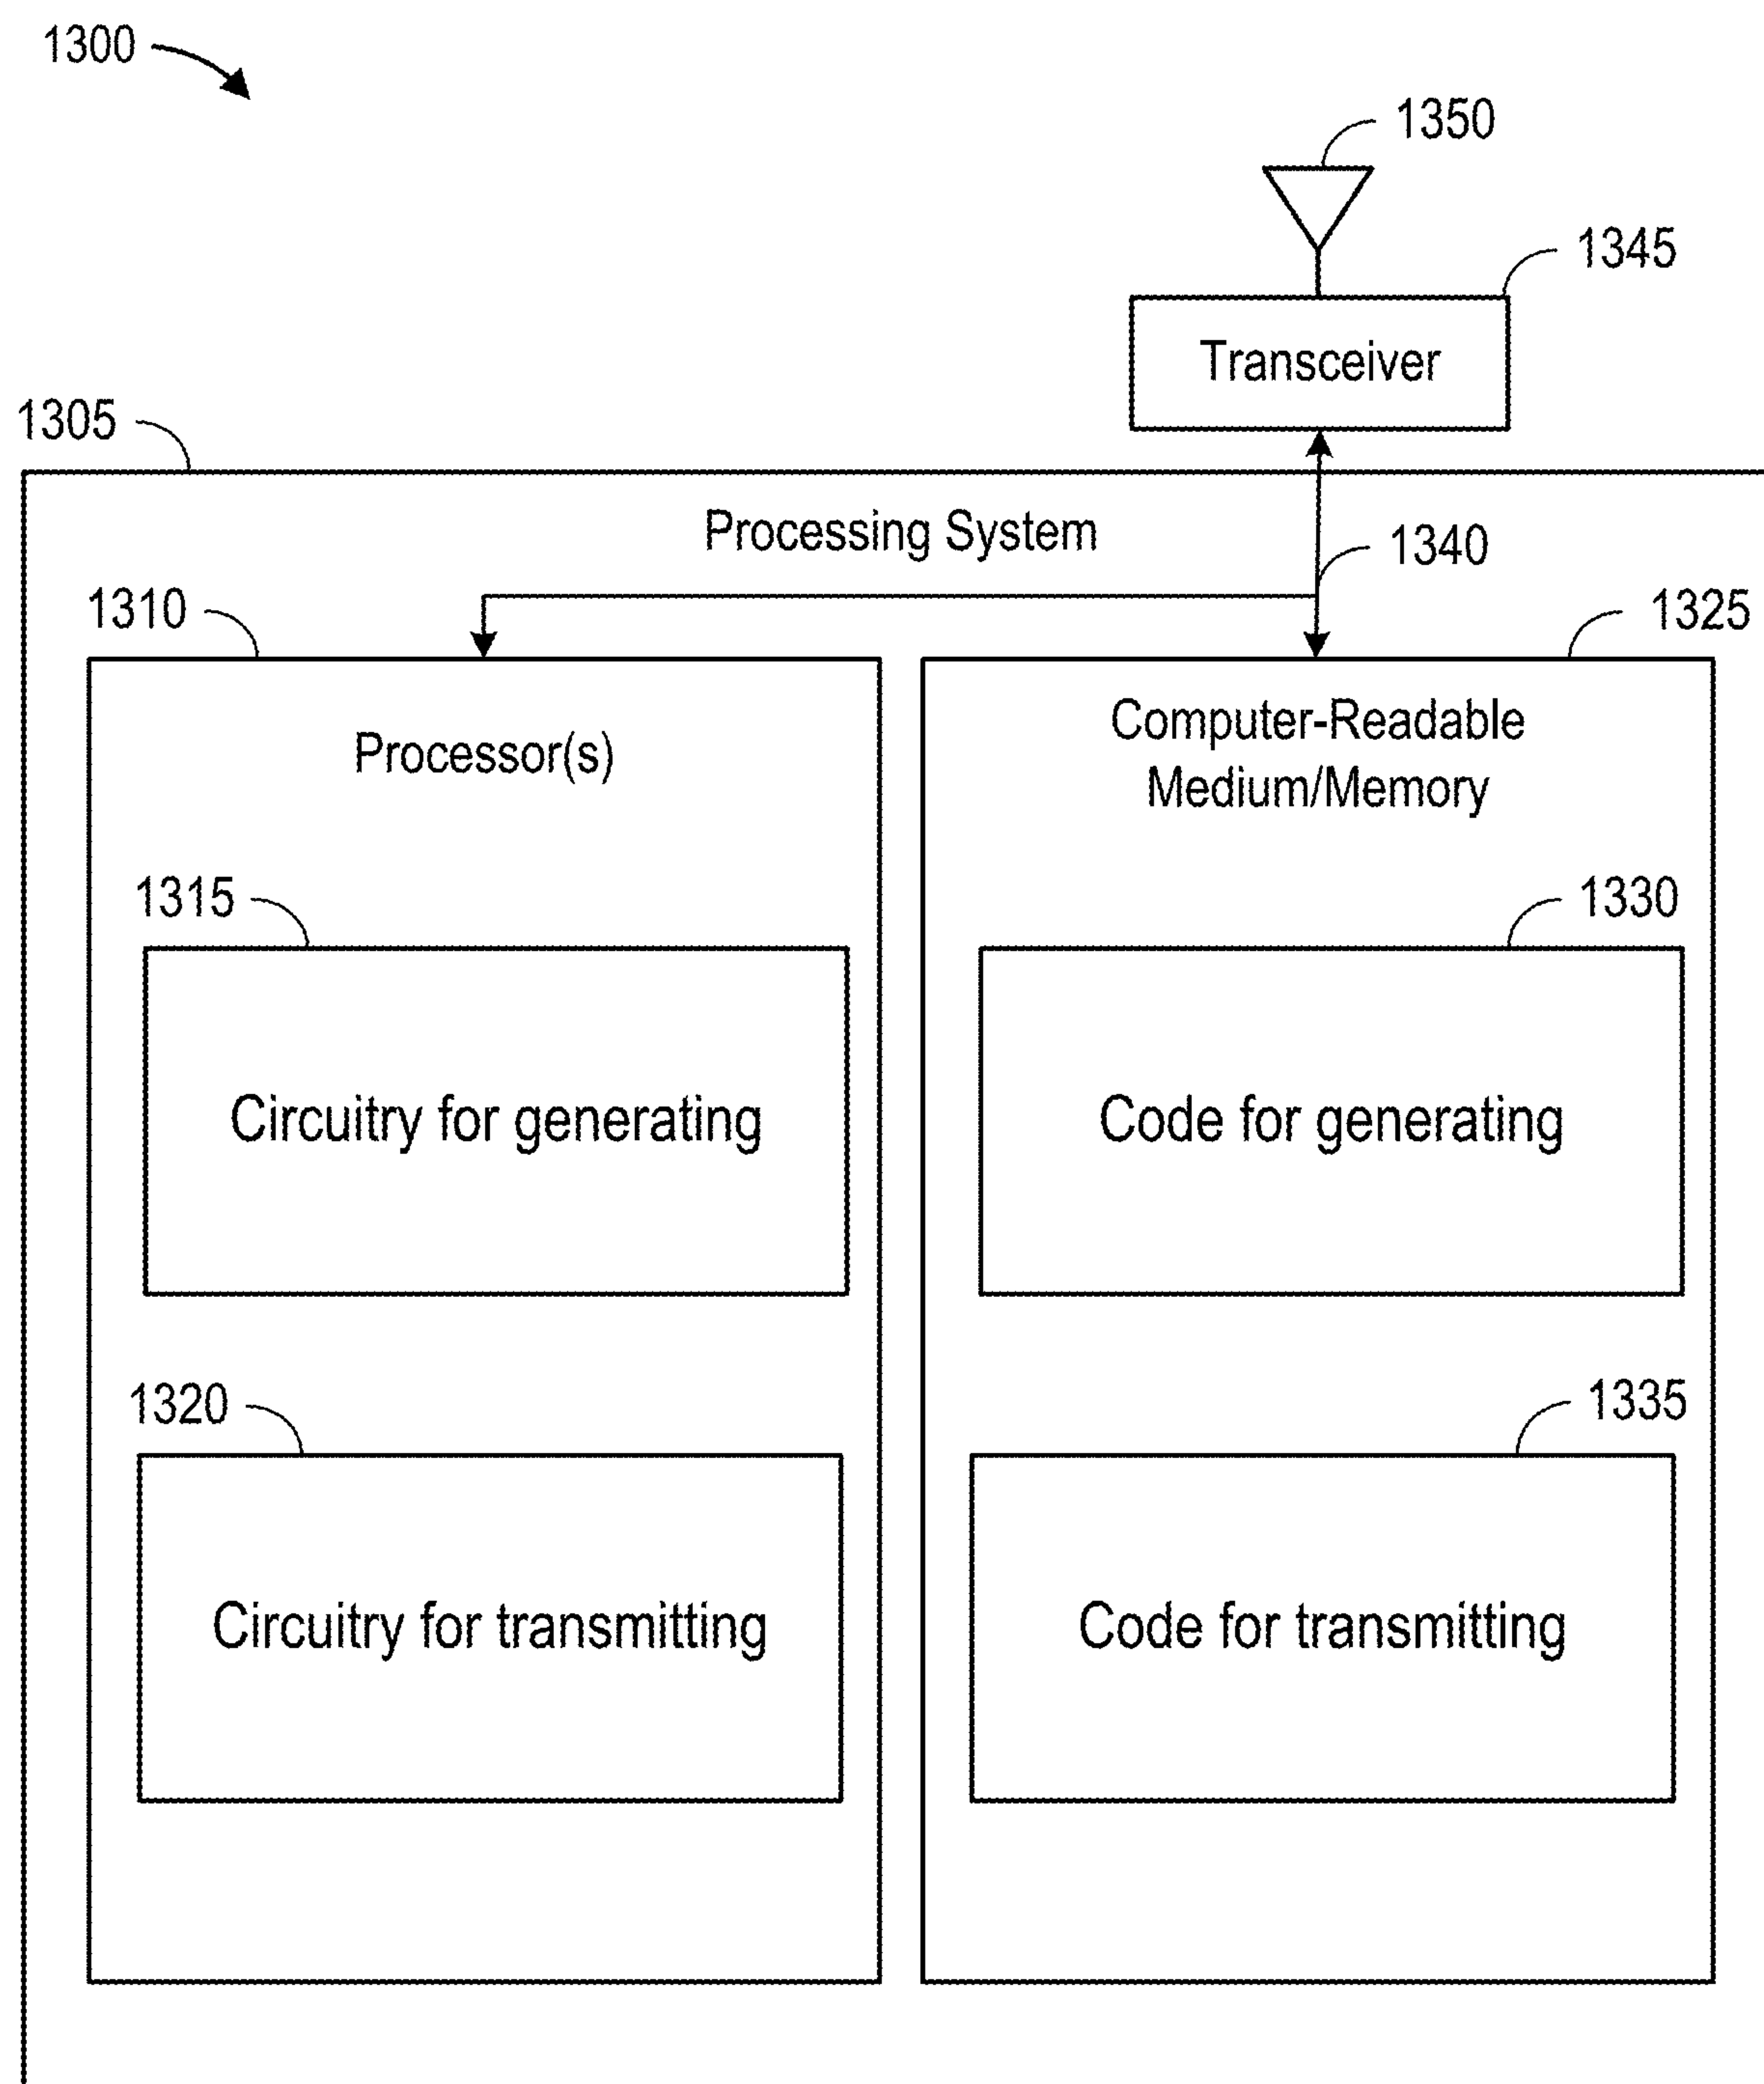 1300
1350
1345
Transceiver
1305
Processing System
1340
1310
1325
Processor(s)
Computer-Readable
Medium/Memory
1315
1330
Circuitry for generating
Code for generating
1320
1335
Circuitry for transmitting
Code for transmitting